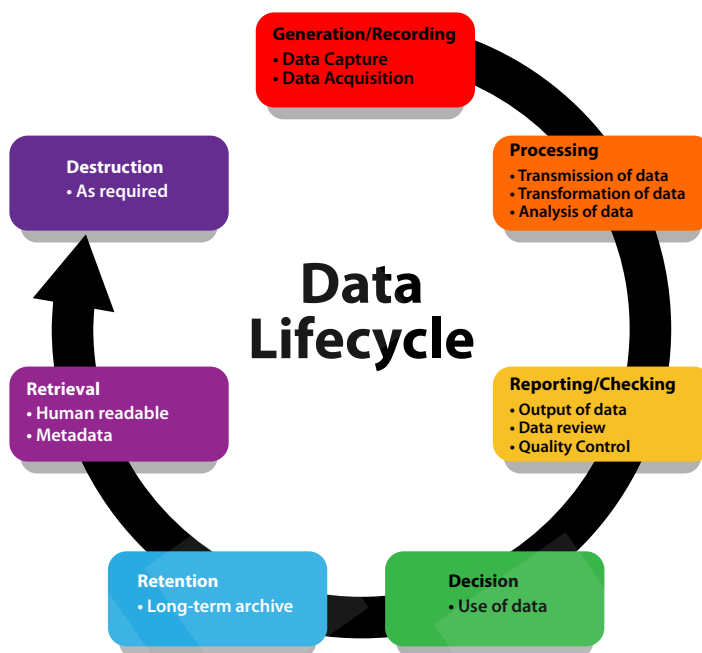 Generation/Recording
• Data Capture
• Data Acquisition
Processing
• Transmission of data
• Transformation of data
• Analysis of data
Reporting/Checking
• Output of data
• Data review
• Quality Control
Decision
• Use of data
Retention
• Long-term archive
Retrieval
• Human readable
• Metadata
Destruction
• As required
Data
Lifecycle